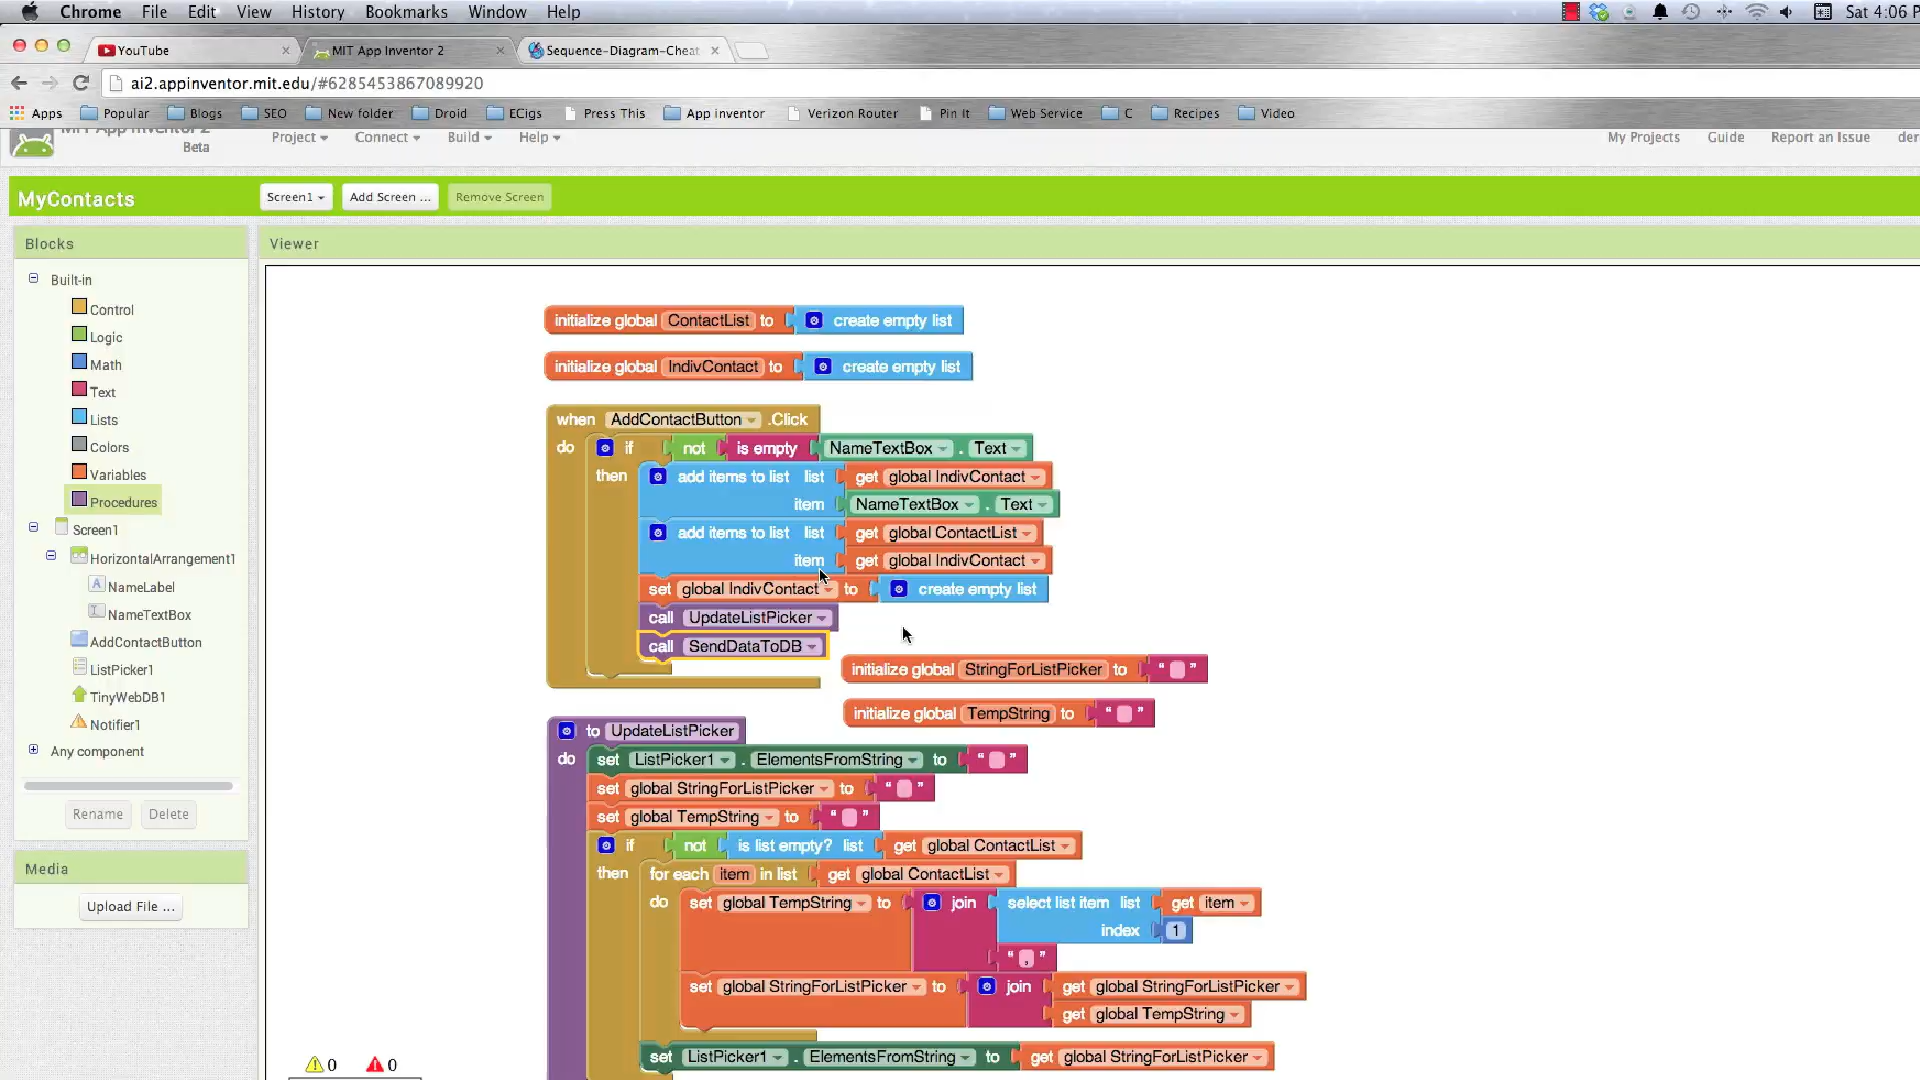 Chrome File Edit View History Bookmarks Window Help Sat 4:06 P
YouTube MIT App Inventor 2 Sequence-Diagram-Cheat
ai2.appinventor.mit.edu/#6285453867089920
Apps Popular Blogs SEO New folder Droid ECigs Press This App inventor Verizon Router Pin It Web Service C Recipes Video
MIT App Inventor 2
Beta
Project Connect Build Help My Projects Guide Report an Issue der
MyContacts Screen1 Add Screen ... Remove Screen
Blocks Viewer
Built-in
Control
Logic
Math
Text
Lists
Colors
Variables
Procedures
Screen1
HorizontalArrangement1
A NameLabel
NameTextBox
AddContactButton
ListPicker1
TinyWebDB1
Notifier1
Any component
Rename Delete
Media
Upload File ...
initialize global ContactList to create empty list
initialize global IndivContact to create empty list
when AddContactButton .Click
do if not is empty NameTextBox . Text
then add items to list list get global IndivContact
item NameTextBox . Text
add items to list list get global ContactList
item get global IndivContact
set global IndivContact to create empty list
call UpdateListPicker
call SendDataToDB
initialize global StringForListPicker to " "
initialize global TempString to " "
to UpdateListPicker
do set ListPicker1 . ElementsFromString to " "
set global StringForListPicker to " "
set global TempString to " "
if not is list empty? list get global ContactList
then for each item in list get global ContactList
do set global TempString to join select list item list get item
index 1
" , "
set global StringForListPicker to join get global StringForListPicker
get global TempString
set ListPicker1 . ElementsFromString to get global StringForListPicker
0 0